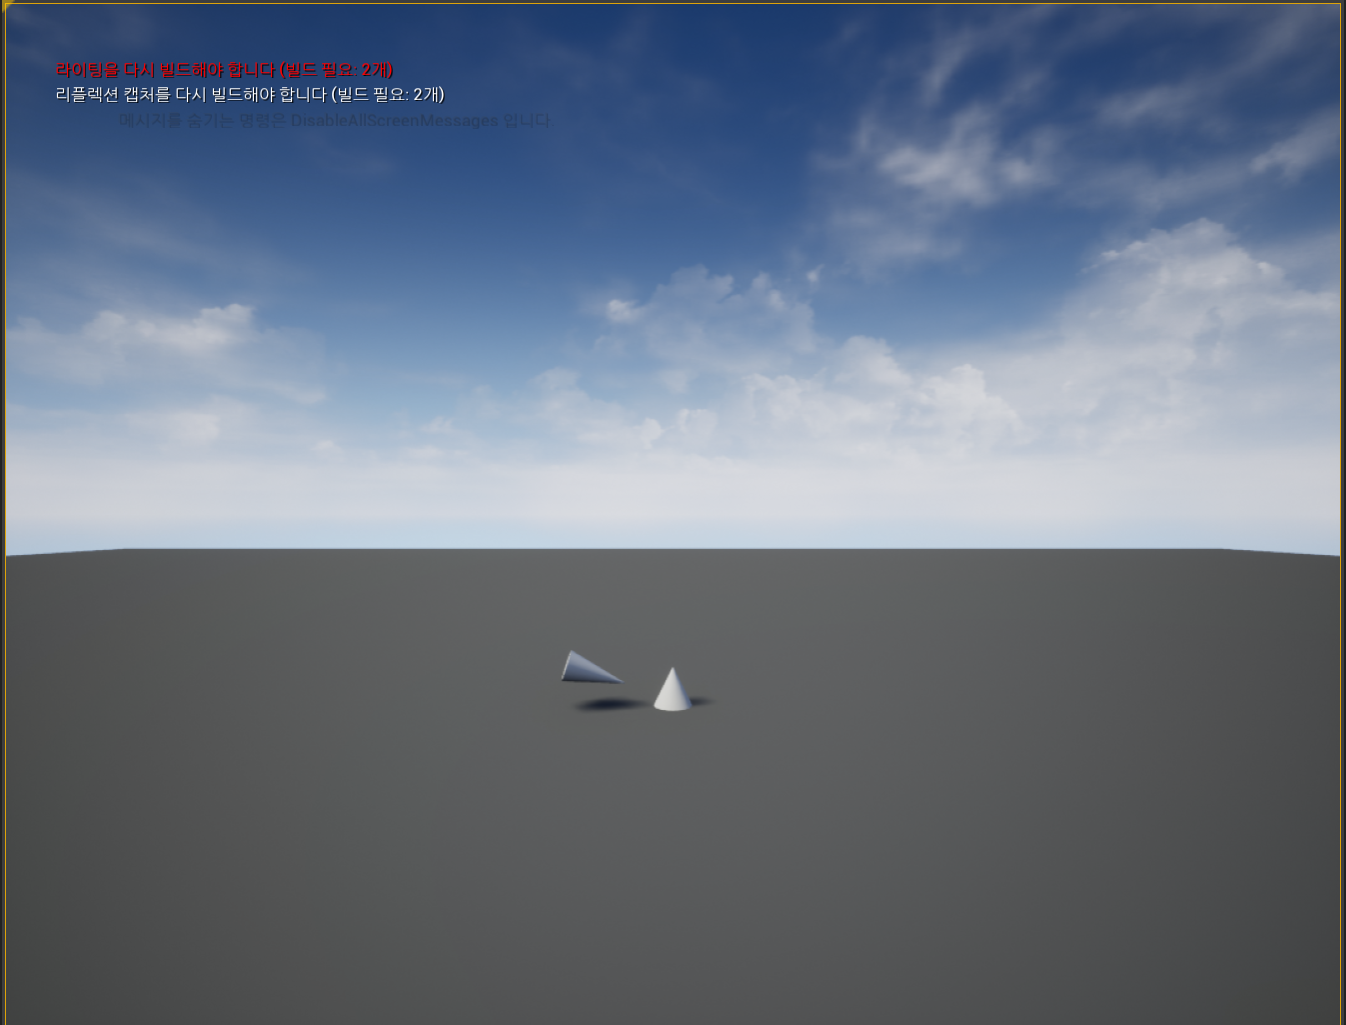 라이팅을 다시 빌드해야 합니다 (빌드 필요: 2개)
리플렉션 캡처를 다시 빌드해야 합니다 (빌드 필요: 2개)
메시지를 숨기는 명령은 DisableAllScreenMessages 입니다